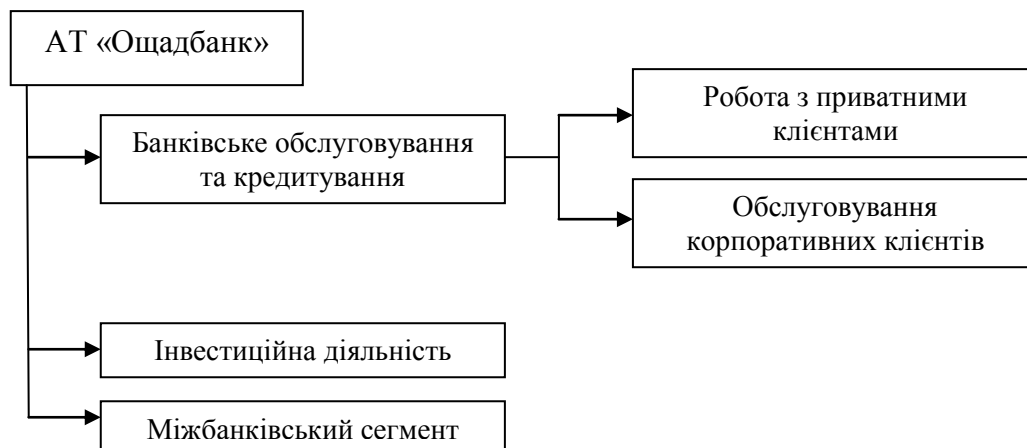 АТ «Ощадбанк»
Банківське обслуговування
та кредитування
Робота з приватними
клієнтами
Обслуговування
корпоративних клієнтів
Інвестиційна діяльність
Міжбанківський сегмент